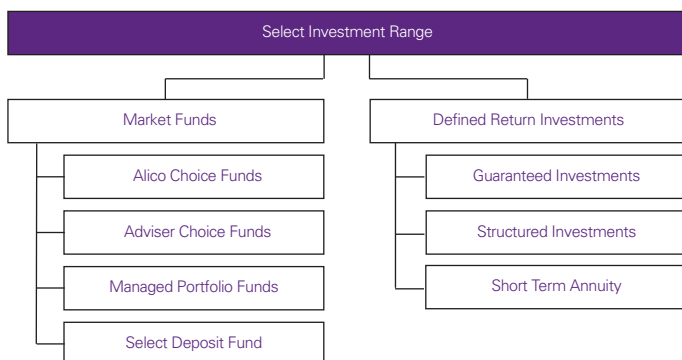 Select Investment Range
Market Funds
Alico Choice Funds
Adviser Choice Funds
Managed Portfolio Funds
Select Deposit Fund
Defined Return Investments
Guaranteed Investments
Structured Investments
Short Term Annuity